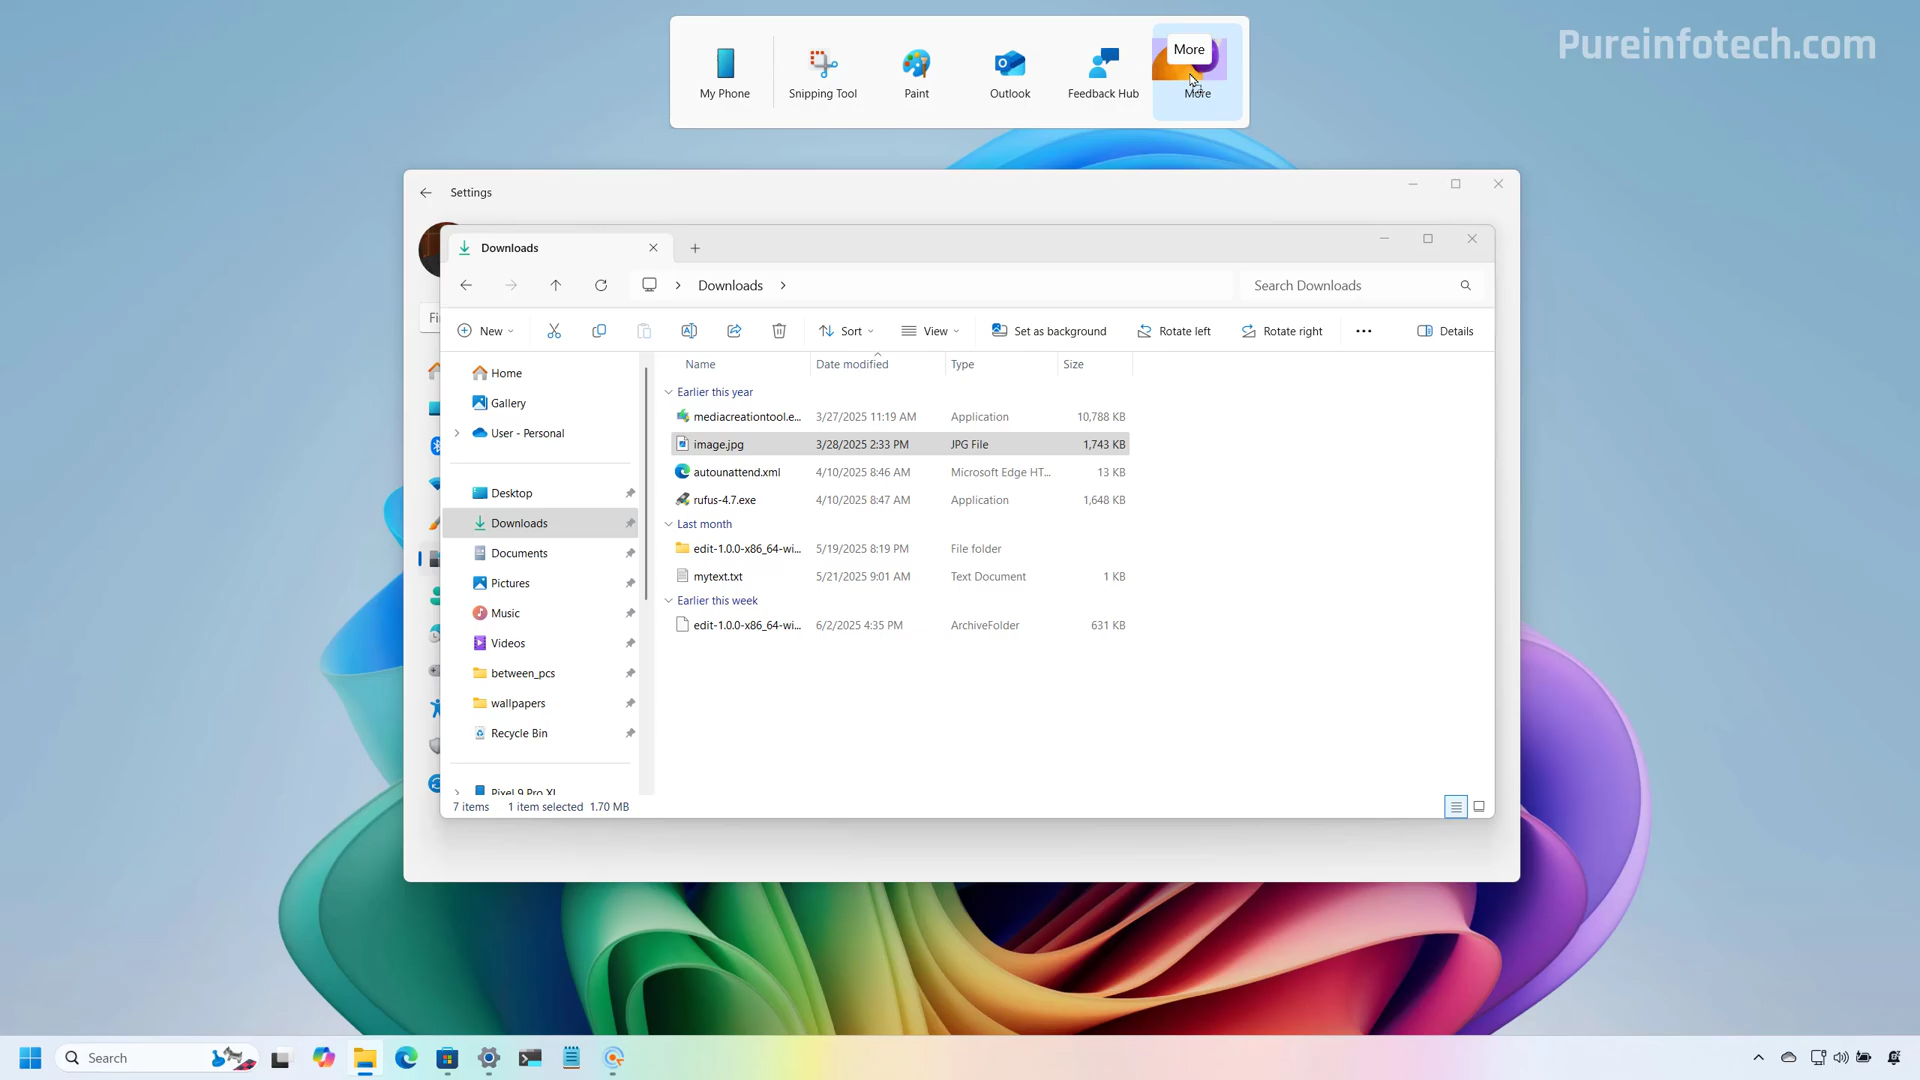 Pureinfotech.com
More
My Phone
Snipping Tool
Paint
Outlook
Feedback Hub
More
Settings
Downloads
Downloads
Search Downloads
New
Sort
View
Set as background
Rotate left
Rotate right
Details
Fi
Home
Gallery
User - Personal
Desktop
Downloads
Documents
Pictures
Music
Videos
between_pcs
wallpapers
Recycle Bin
Pixel 9 Pro XL
Name Date modified Type Size
Earlier this year
mediacreationtool.e... 3/27/2025 11:19 AM Application 10,788 KB
image.jpg 3/28/2025 2:33 PM JPG File 1,743 KB
autounattend.xml 4/10/2025 8:46 AM Microsoft Edge HT... 13 KB
rufus-4.7.exe 4/10/2025 8:47 AM Application 1,648 KB
Last month
edit-1.0.0-x86_64-wi... 5/19/2025 8:19 PM File folder
mytext.txt 5/21/2025 9:01 AM Text Document 1 KB
Earlier this week
edit-1.0.0-x86_64-wi... 6/2/2025 4:35 PM ArchiveFolder 631 KB
7 items 1 item selected 1.70 MB
Search